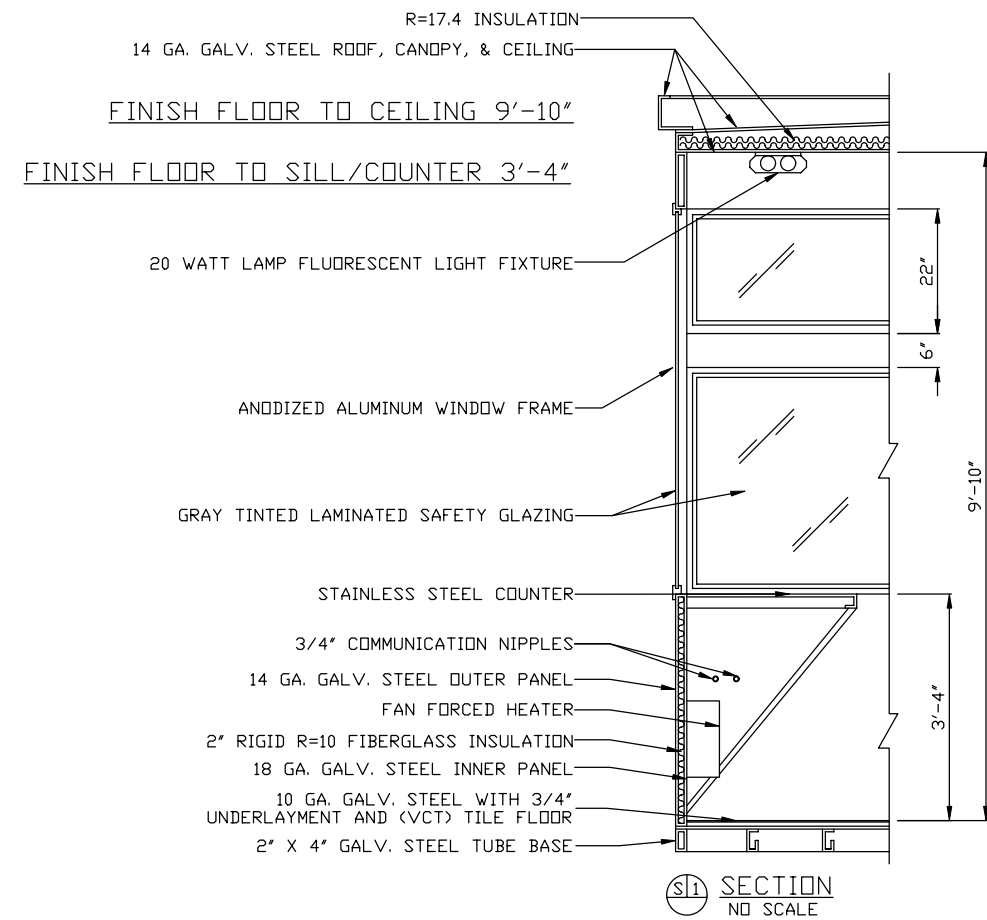 R=17.4 INSULATION
14 GA. GALV. STEEL ROOF, CANOPY, & CEILING
FINISH FLOOR TO CEILING 9'-10"
FINISH FLOOR TO SILL/COUNTER 3'-4"
20 WATT LAMP FLUORESCENT LIGHT FIXTURE
22"
6"
ANODIZED ALUMINUM WINDOW FRAME
9'-10"
GRAY TINTED LAMINATED SAFETY GLAZING
STAINLESS STEEL COUNTER
3/4" COMMUNICATION NIPPLES
14 GA. GALV. STEEL OUTER PANEL
3'-4"
FAN FORCED HEATER
2" RIGID R=10 FIBERGLASS INSULATION
18 GA. GALV. STEEL INNER PANEL
10 GA. GALV. STEEL WITH 3/4"
UNDERLAYMENT AND (VCT) TILE FLOOR
2" X 4" GALV. STEEL TUBE BASE
S 1 SECTION
NO SCALE